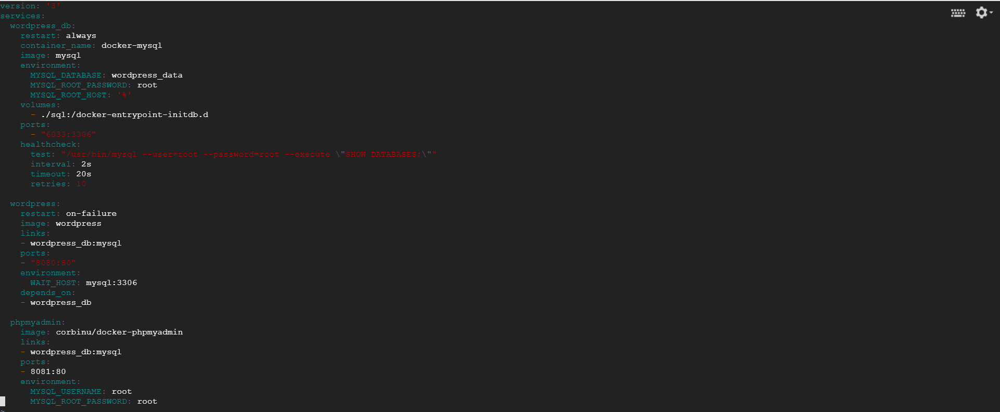 version: '3'
services:
  wordpress_db:
    restart: always
    container_name: docker-mysql
    image: mysql
    environment:
      MYSQL_DATABASE: wordpress_data
      MYSQL_ROOT_PASSWORD: root
      MYSQL_ROOT_HOST: '%'
    volumes:
      - ./sql:/docker-entrypoint-initdb.d
    ports:
      - "6033:3306"
    healthcheck:
      test: "/usr/bin/mysql --user=root --password=root --execute \"SHOW DATABASES;\""
      interval: 2s
      timeout: 20s
      retries: 10
  wordpress:
    restart: on-failure
    image: wordpress
    links:
    - wordpress_db:mysql
    ports:
    - "8080:80"
    environment:
      WAIT_HOST: mysql:3306
    depends_on:
    - wordpress_db
  phpmyadmin:
    image: corbinu/docker-phpmyadmin
    links:
    - wordpress_db:mysql
    ports:
    - 8081:80
    environment:
      MYSQL_USERNAME: root
      MYSQL_ROOT_PASSWORD: root
~